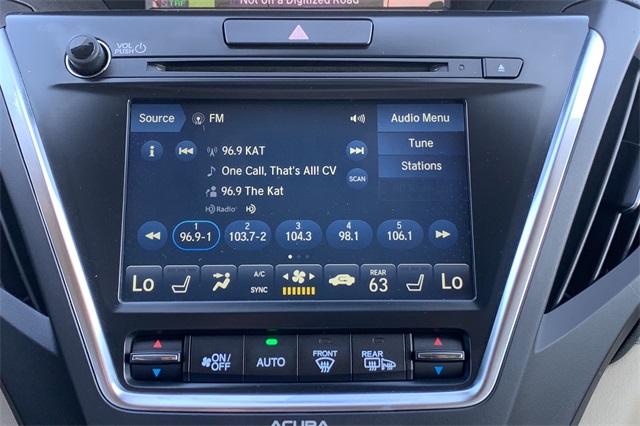 STAF
Not on a Digitized Road
VOL
PUSH
Source
FM
Audio Menu
Tune
96.9 KAT
Stations
One Call, That's All! CV
SCAN
96.9 The Kat
HD Radio
HD
1
96.9-1
2
103.7-2
3
104.3
4
98.1
5
106.1
Lo
A/C
SYNC
REAR
63
Lo
ON/
OFF
AUTO
FRONT
REAR
ACURA